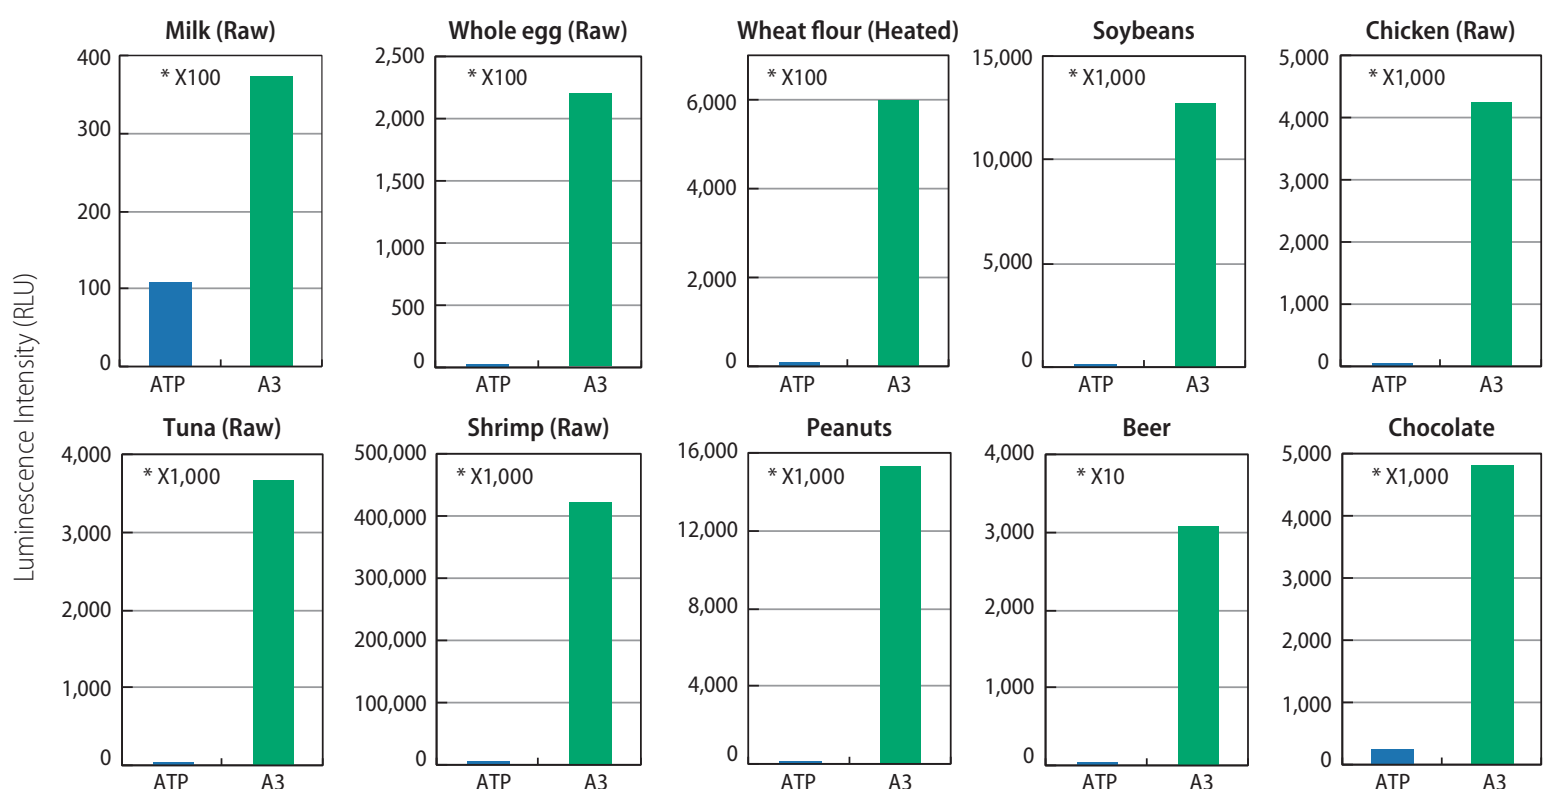 Luminescence Intensity (RLU)
Milk (Raw)
* X100
400
300
200
100
0
ATP A3
Whole egg (Raw)
* X100
2,500
2,000
1,500
1,000
500
0
ATP A3
Wheat flour (Heated)
* X100
6,000
4,000
2,000
0
ATP A3
Soybeans
* X1,000
15,000
10,000
5,000
0
ATP A3
Chicken (Raw)
* X1,000
5,000
4,000
3,000
2,000
1,000
0
ATP A3
Tuna (Raw)
* X1,000
4,000
3,000
2,000
1,000
0
ATP A3
Shrimp (Raw)
* X1,000
500,000
400,000
300,000
200,000
100,000
0
ATP A3
Peanuts
* X1,000
16,000
12,000
8,000
4,000
0
ATP A3
Beer
* X10
4,000
3,000
2,000
1,000
0
ATP A3
Chocolate
* X1,000
5,000
4,000
3,000
2,000
1,000
0
ATP A3